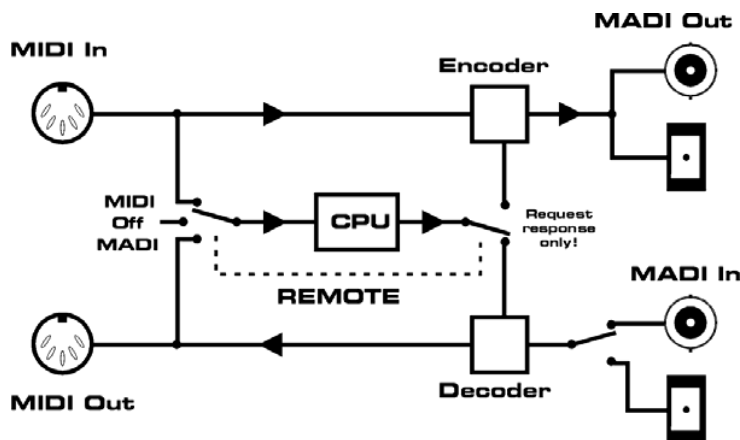 MADI Out
MIDI In
Encoder
MIDI
Off
MADI
CPU
Request
response
only!
REMOTE
MADI In
MIDI Out
Decoder